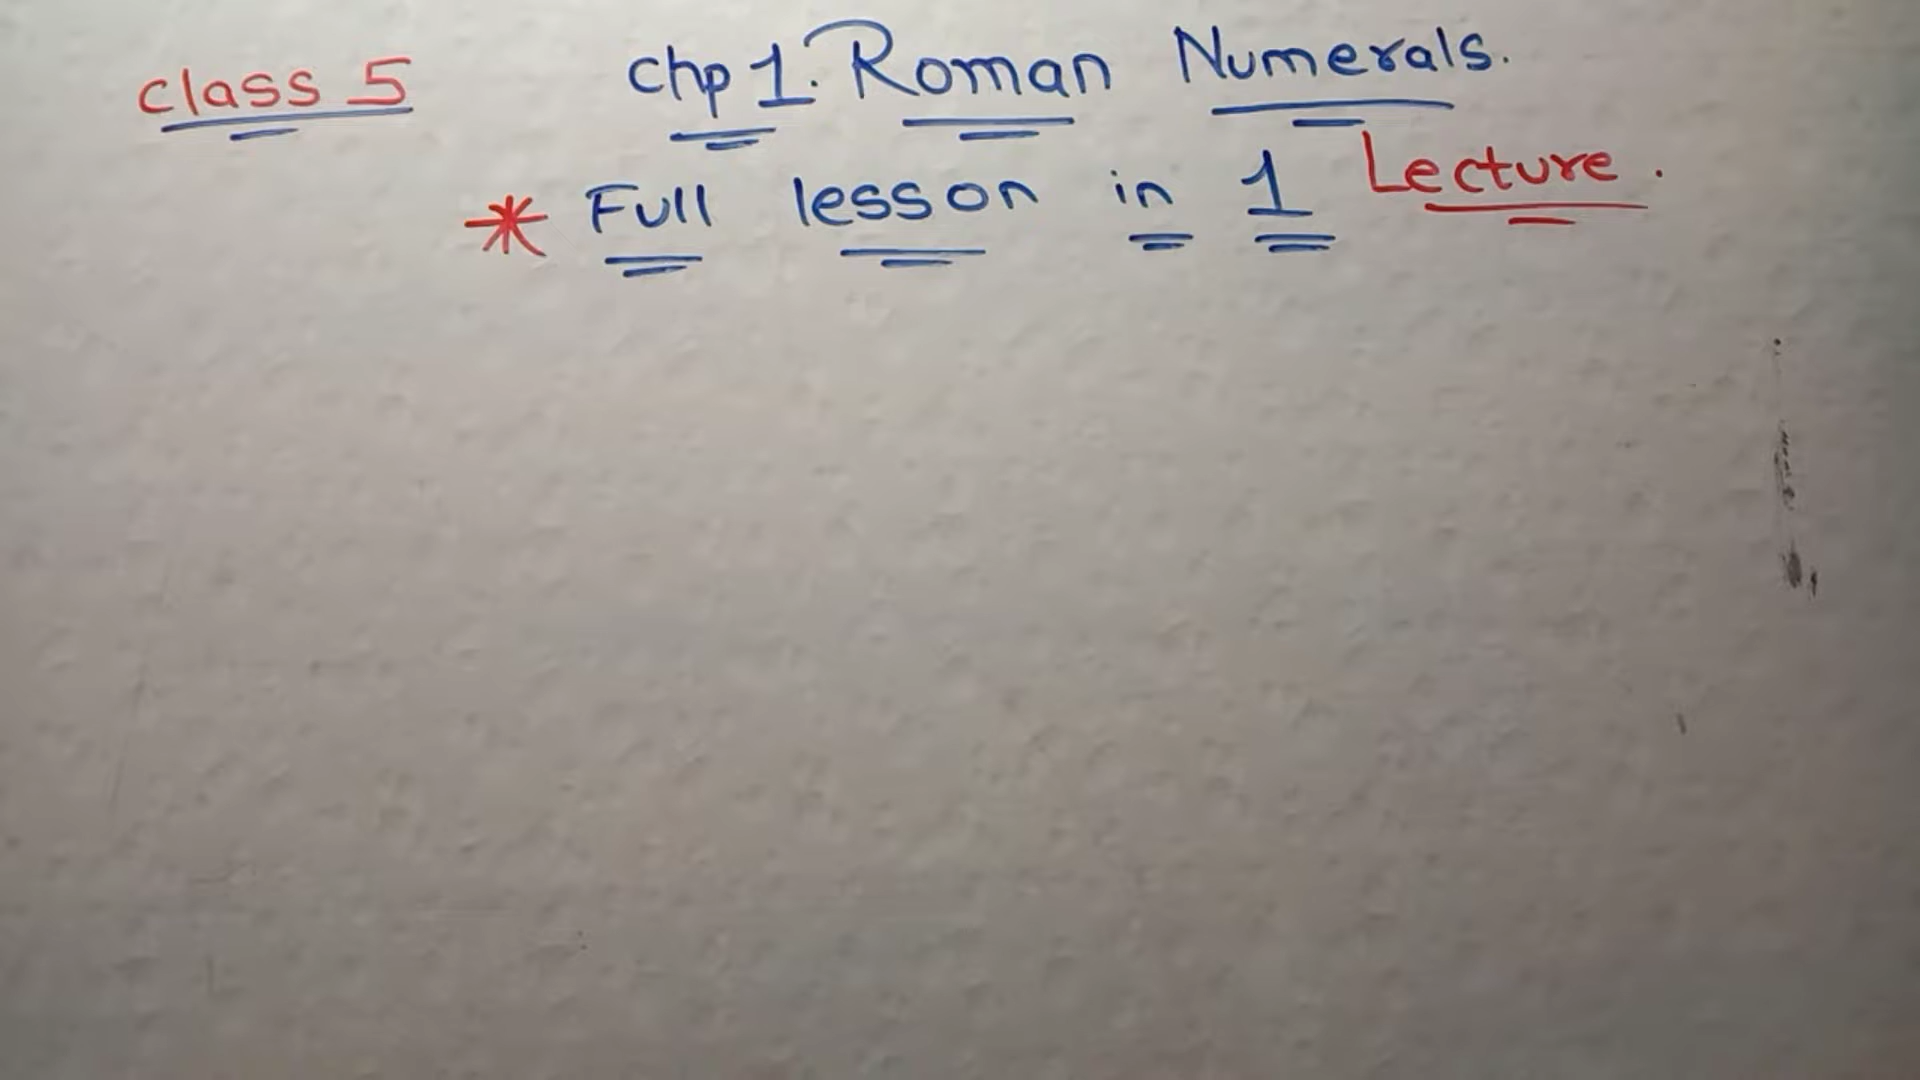 class 5 chp 1. Roman Numerals.
* Full lesson in 1 Lecture.